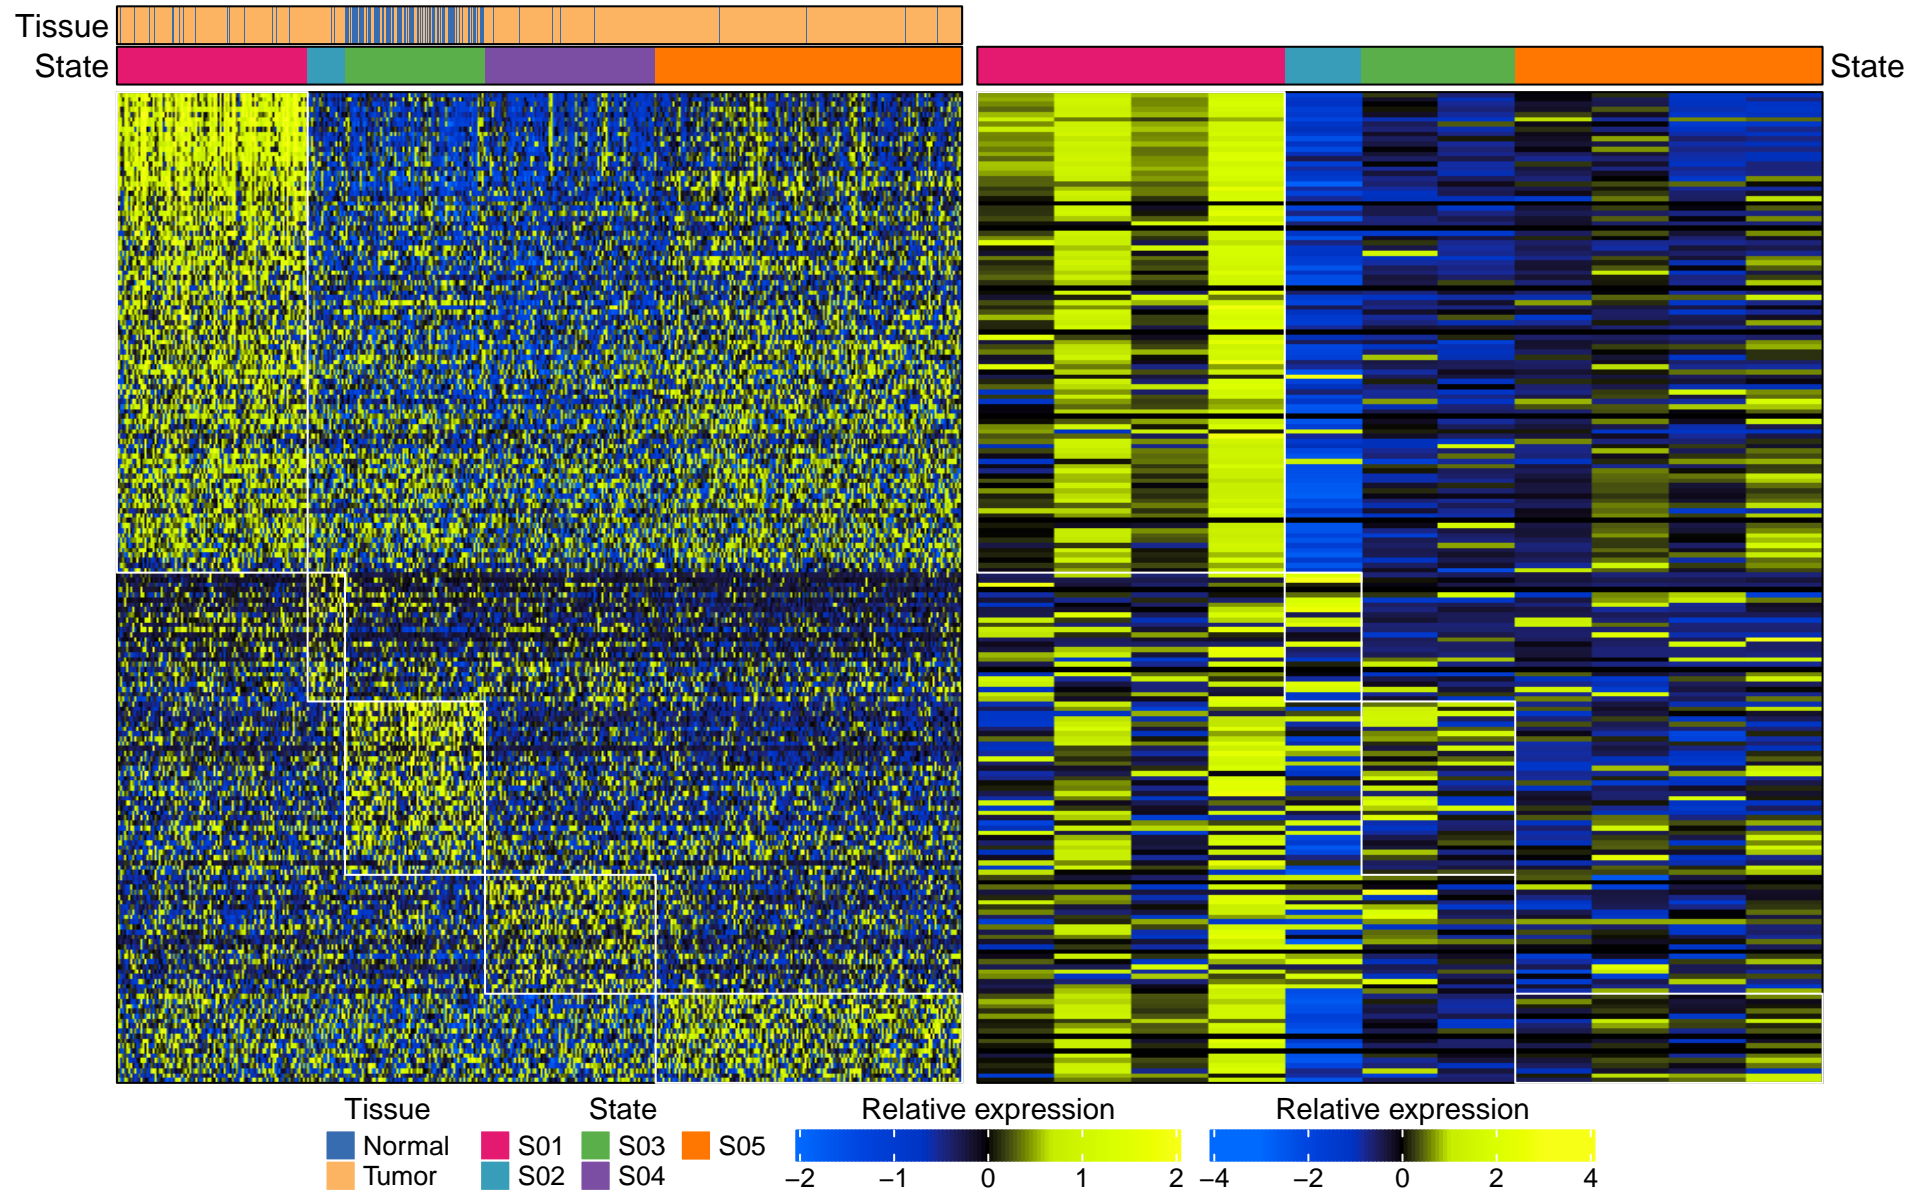 Tissue
State
State
Tissue
State
Relative expression
Relative expression
Normal
S01
S03
S05
Tumor
S02
S04
−2 −1 0 1 2
−4 −2 0 2 4